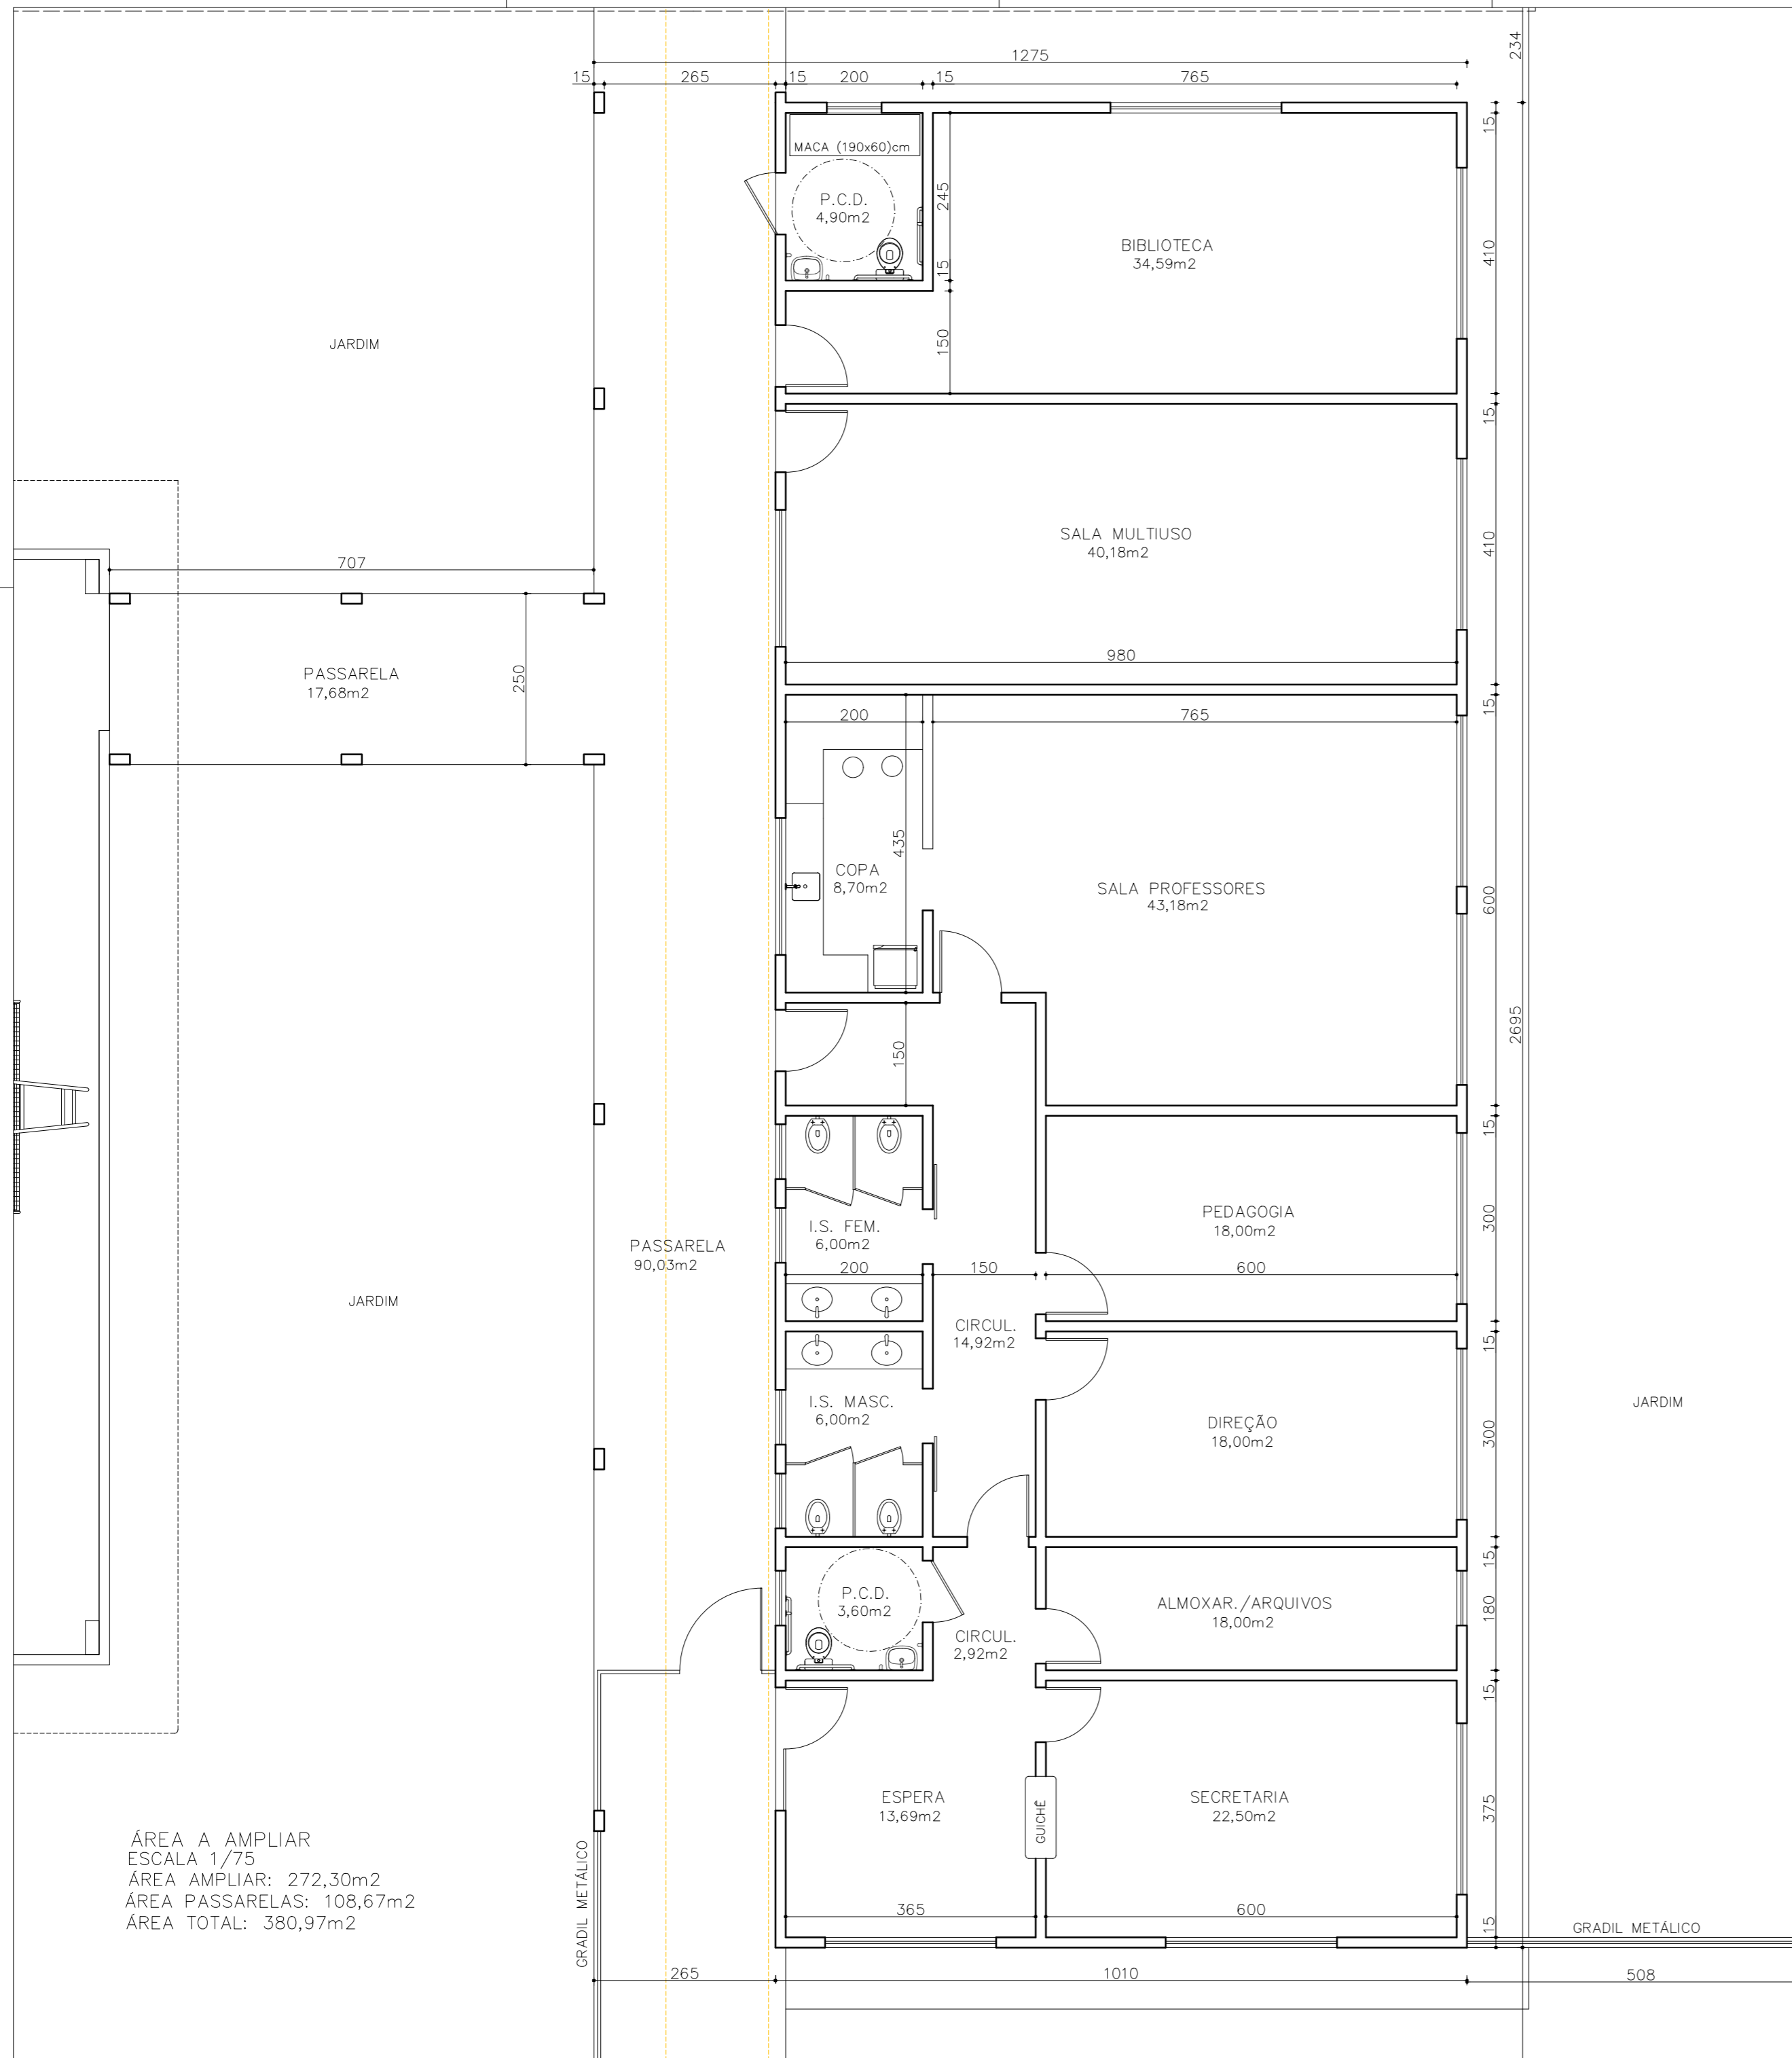 1275
234
15
265
15
200
15
765
15
MACA (190x60)cm
P.C.D.
4,90m2
245
BIBLIOTECA
34,59m2
410
15
JARDIM
150
15
SALA MULTIUSO
40,18m2
410
707
980
PASSARELA
17,68m2
250
15
200
765
435
COPA
8,70m2
SALA PROFESSORES
43,18m2
600
2695
150
15
PEDAGOGIA
18,00m2
300
I.S. FEM.
6,00m2
PASSARELA
90,03m2
200
150
600
JARDIM
CIRCUL.
14,92m2
15
I.S. MASC.
6,00m2
DIREÇÃO
18,00m2
300
JARDIM
15
P.C.D.
3,60m2
ALMOXAR./ARQUIVOS
18,00m2
180
CIRCUL.
2,92m2
15
ESPERA
13,69m2
GUICHÊ
SECRETARIA
22,50m2
375
ÁREA A AMPLIAR
ESCALA 1/75
ÁREA AMPLIAR: 272,30m2
ÁREA PASSARELAS: 108,67m2
ÁREA TOTAL: 380,97m2
GRADIL METÁLICO
365
600
15
GRADIL METÁLICO
265
1010
508